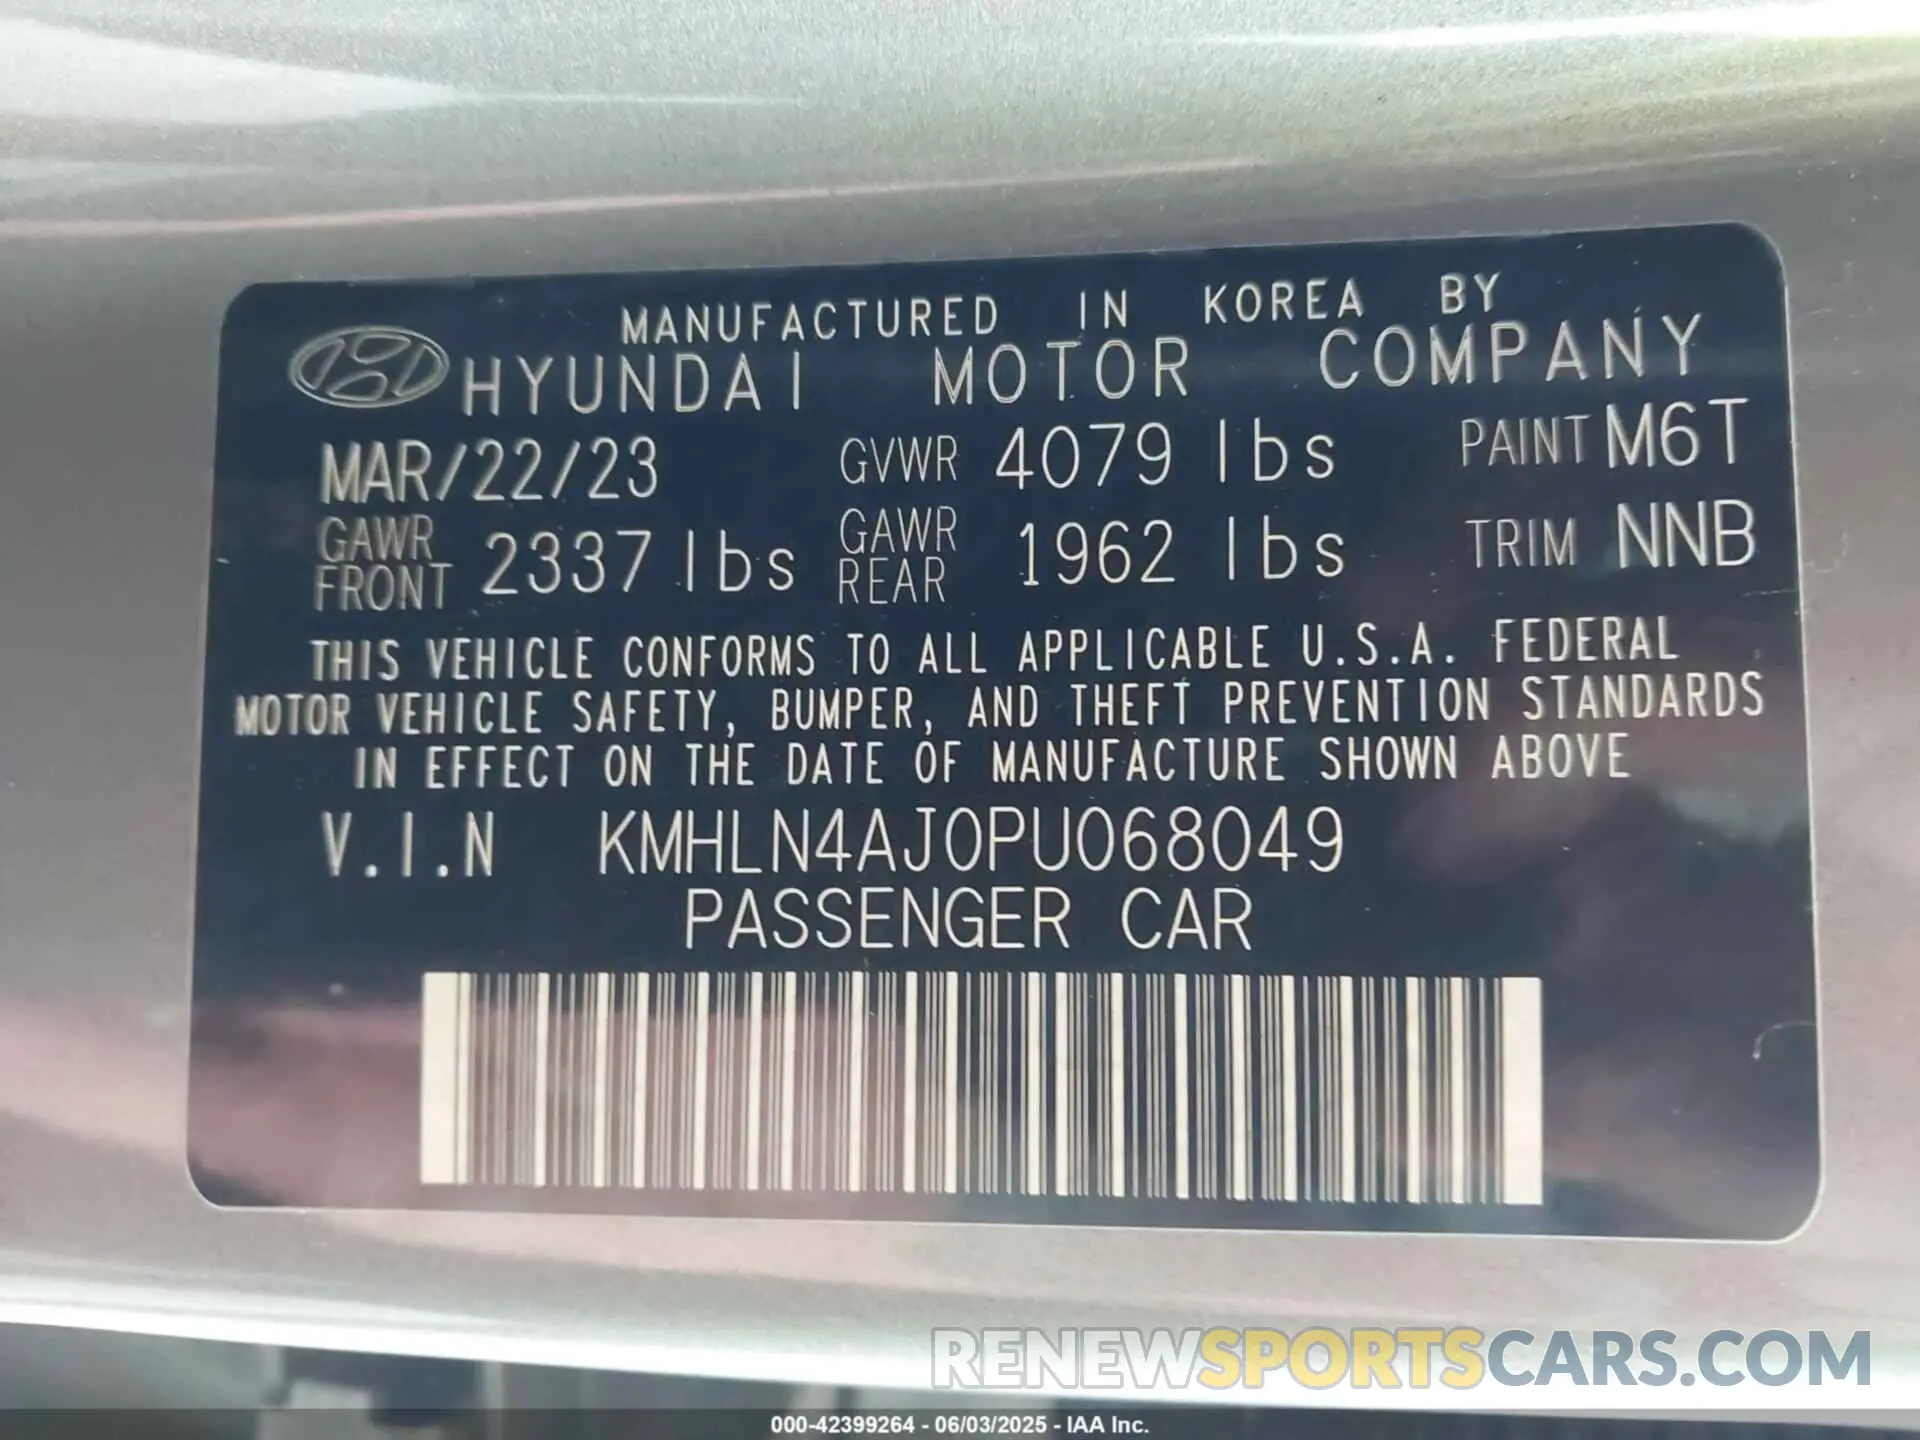 MANUFACTURED IN KOREA BY
HYUNDAI MOTOR COMPANY
MAR/22/23 GVWR 4079 lbs PAINT M6T
GAWR FRONT 2337 lbs GAWR REAR 1962 lbs TRIM NNB
THIS VEHICLE CONFORMS TO ALL APPLICABLE U.S.A. FEDERAL
MOTOR VEHICLE SAFETY, BUMPER, AND THEFT PREVENTION STANDARDS
IN EFFECT ON THE DATE OF MANUFACTURE SHOWN ABOVE
V.I.N KMHLN4AJ0PU068049
PASSENGER CAR
RENEWSPORTSCARS.COM
000-42399264 - 06/03/2025 - IAA Inc.